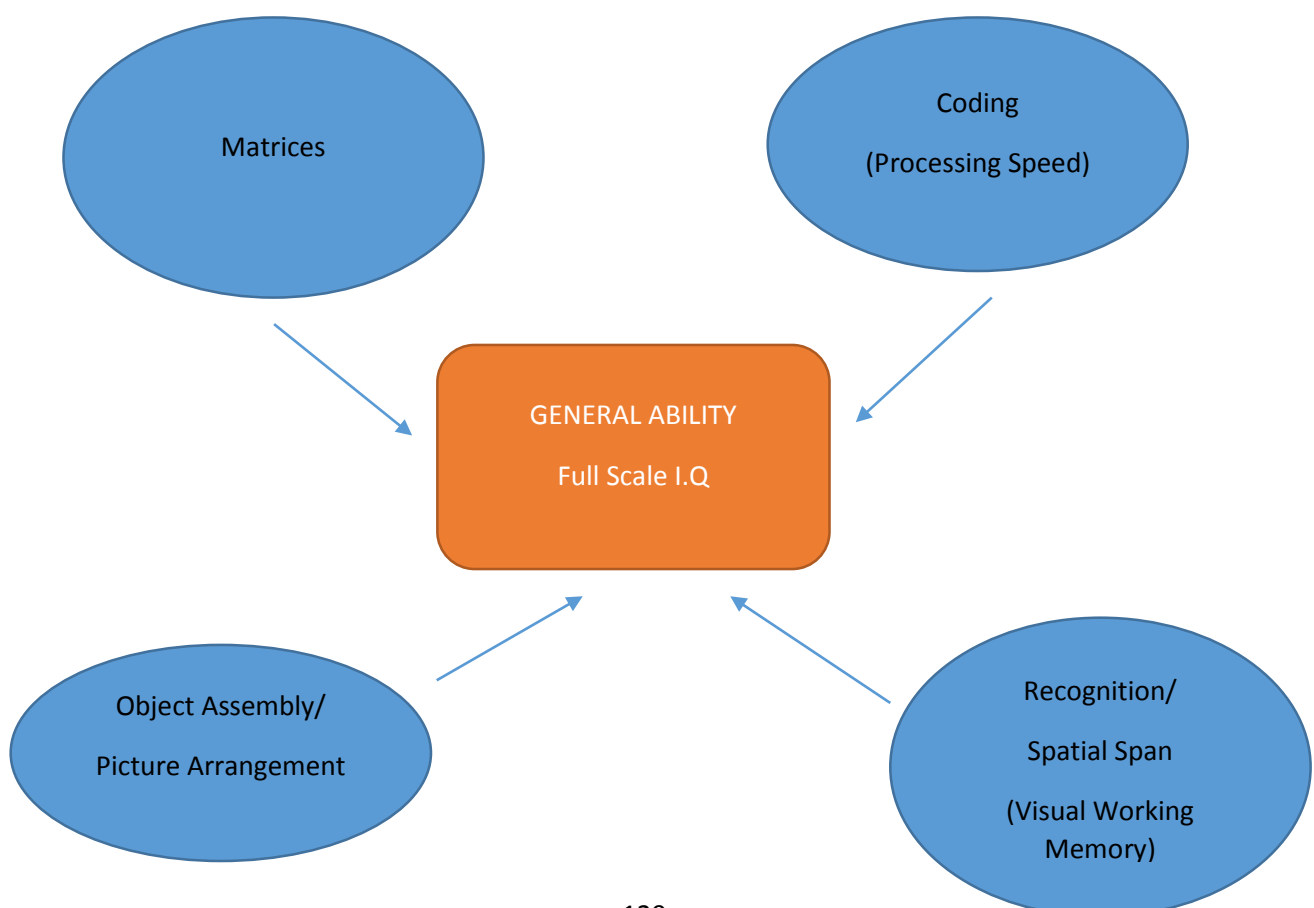 Matrices
Coding
(Processing Speed)
GENERAL ABILITY
Full Scale I.Q
Object Assembly/
Picture Arrangement
Recognition/
Spatial Span
(Visual Working
Memory)